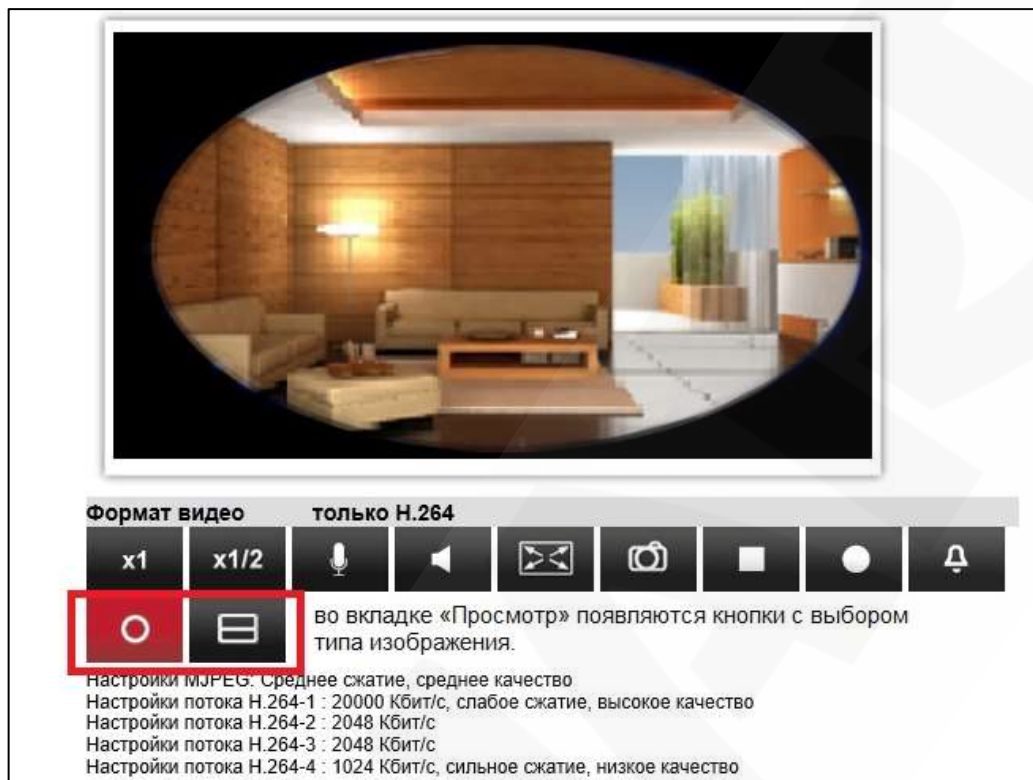 Формат видео только H.264
x1 x1/2
во вкладке «Просмотр» появляются кнопки с выбором
типа изображения.
Настройки MJPEG: Среднее сжатие, среднее качество
Настройки потока H.264-1 : 20000 Кбит/с, слабое сжатие, высокое качество
Настройки потока H.264-2 : 2048 Кбит/с
Настройки потока H.264-3 : 2048 Кбит/с
Настройки потока H.264-4 : 1024 Кбит/с, сильное сжатие, низкое качество